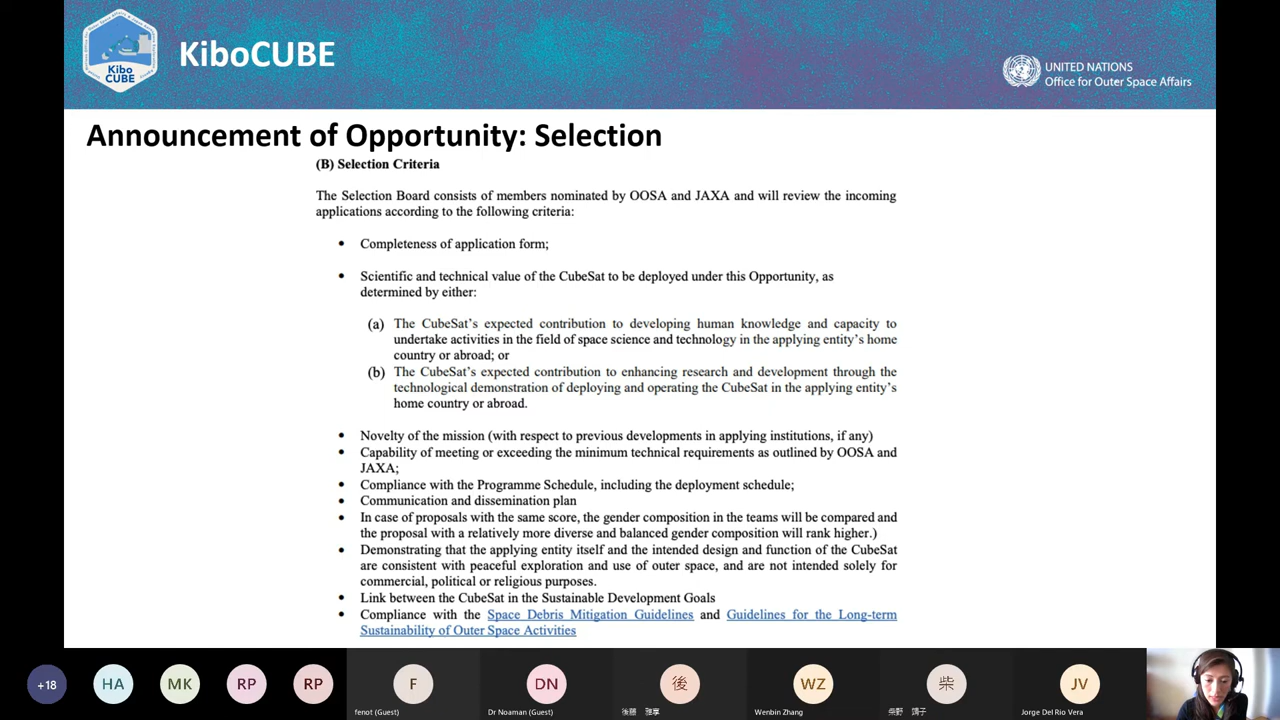 Kibo
CUBE
KiboCUBE
UNITED NATIONS
Office for Outer Space Affairs
Announcement of Opportunity: Selection
(B) Selection Criteria
The Selection Board consists of members nominated by OOSA and JAXA and will review the incoming
applications according to the following criteria:
• Completeness of application form;
• Scientific and technical value of the CubeSat to be deployed under this Opportunity, as
determined by either:
(a) The CubeSat's expected contribution to developing human knowledge and capacity to
undertake activities in the field of space science and technology in the applying entity's home
country or abroad; or
(b) The CubeSat's expected contribution to enhancing research and development through the
technological demonstration of deploying and operating the CubeSat in the applying entity's
home country or abroad.
• Novelty of the mission (with respect to previous developments in applying institutions, if any)
• Capability of meeting or exceeding the minimum technical requirements as outlined by OOSA and
JAXA;
• Compliance with the Programme Schedule, including the deployment schedule;
• Communication and dissemination plan
• In case of proposals with the same score, the gender composition in the teams will be compared and
the proposal with a relatively more diverse and balanced gender composition will rank higher.)
• Demonstrating that the applying entity itself and the intended design and function of the CubeSat
are consistent with peaceful exploration and use of outer space, and are not intended solely for
commercial, political or religious purposes.
• Link between the CubeSat in the Sustainable Development Goals
• Compliance with the Space Debris Mitigation Guidelines and Guidelines for the Long-term
Sustainability of Outer Space Activities
+18 HA MK RP RP F DN 後 WZ 柴 JV
fenot (Guest) Dr Noaman (Guest) 後藤 雅享 Wenbin Zhang Jorge Del Rio Vera